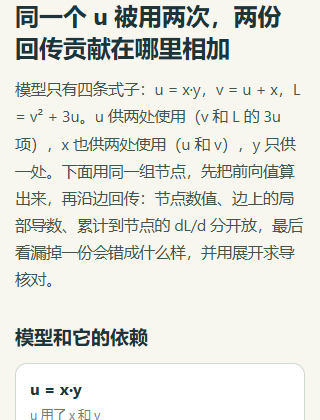 同一个 u 被用两次，两份
回传贡献在哪里相加
模型只有四条式子：u = x·y，v = u + x，L
= v² + 3u。u 供两处使用（v 和 L 的 3u
项），x 也供两处使用（u 和 v），y 只供
一处。下面用同一组节点，先把前向值算
出来，再沿边回传：节点数值、边上的局
部导数、累计到节点的 dL/d 分开放，最后
看漏掉一份会错成什么样，并用展开求导
核对。
模型和它的依赖
u = x·y
u 用了 x 和 y